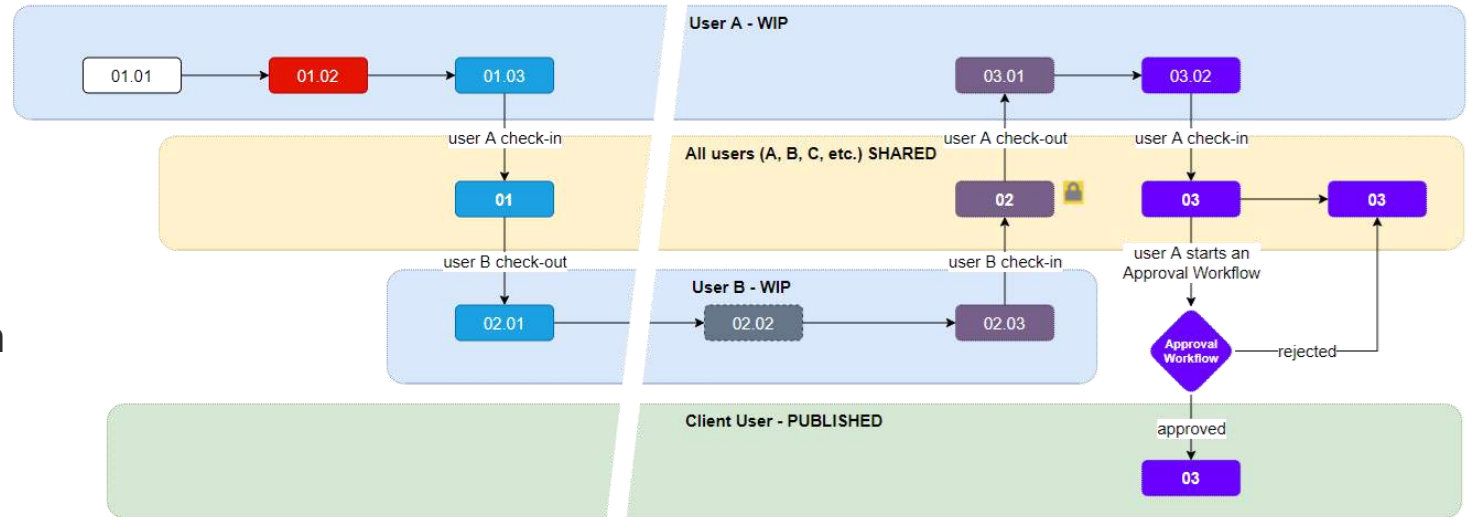 User A - WIP
01.01
01.02
01.03
03.01
03.02
user A check-in
user A check-out
user A check-in
All users (A, B, C, etc.) SHARED
01
02
03
03
user B check-out
user B check-in
user A starts an
Approval Workflow
User B - WIP
02.01
02.02
02.03
Approval
Workflow
rejected
Client User - PUBLISHED
approved
03